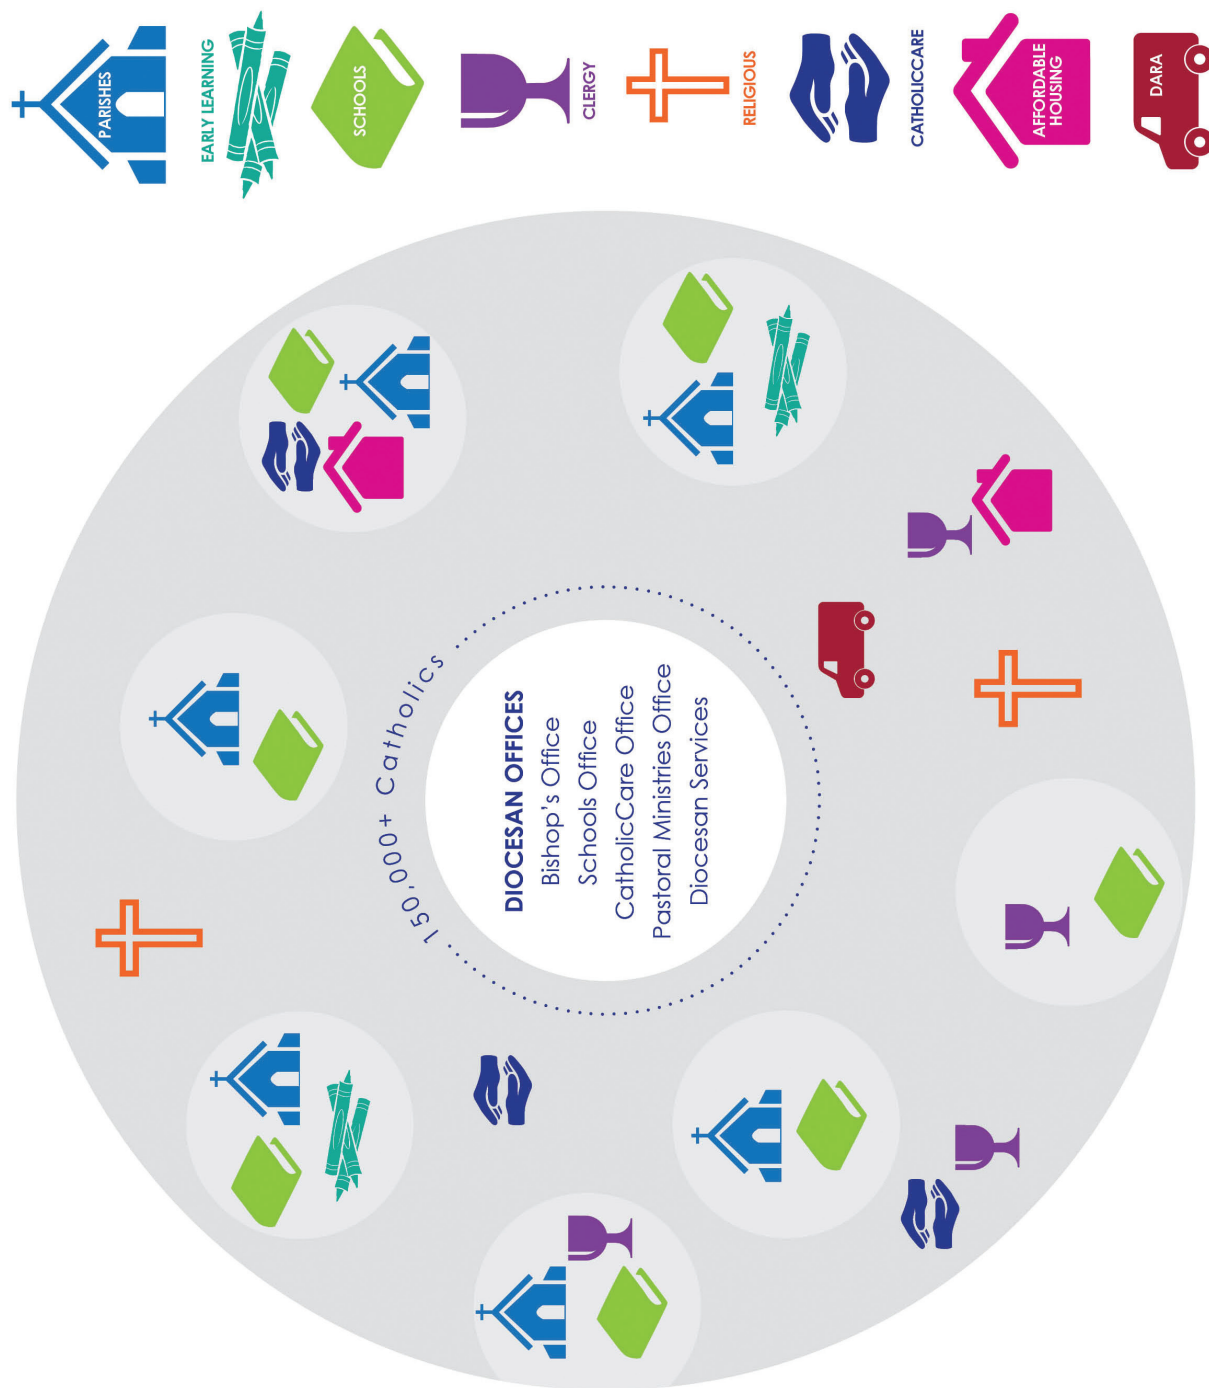 PARISHES
EARLY LEARNING
SCHOOLS
CLERGY
RELIGIOUS
CATHOLICCARE
AFFORDABLE
HOUSING
DARA
150,000+ Catholics
DIOCESAN OFFICES
Bishop's Office
Schools Office
CatholicCare Office
Pastoral Ministries Office
Diocesan Services